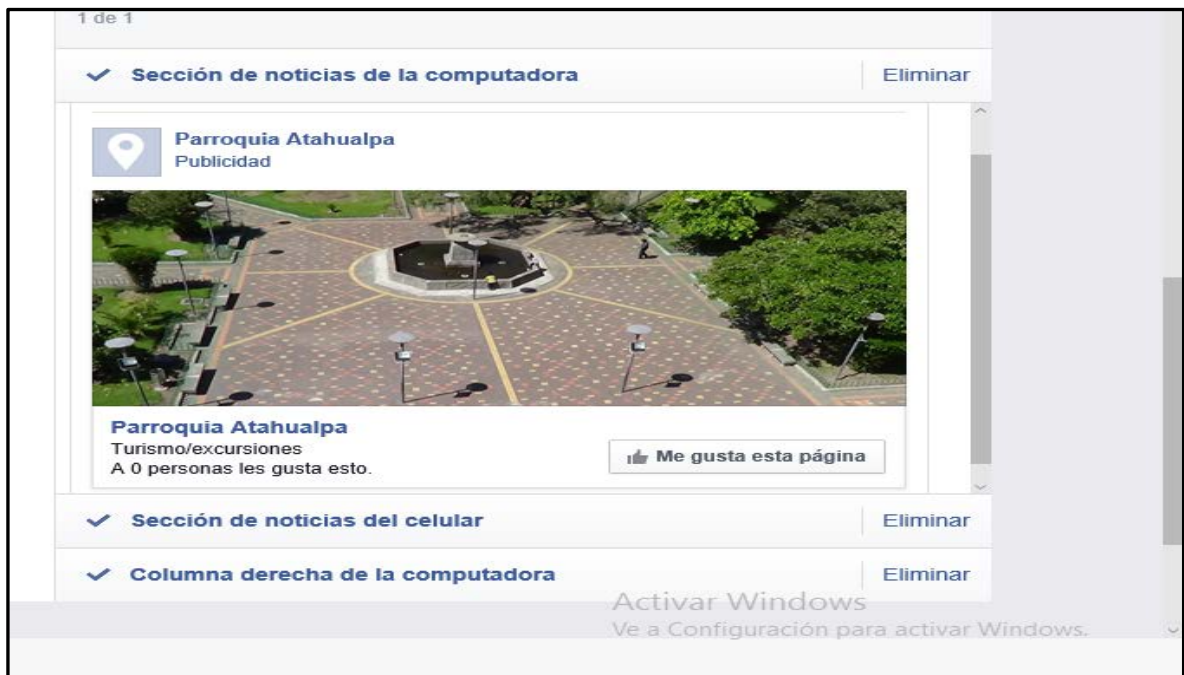 1 de 1
Sección de noticias de la computadora
Eliminar
Parroquia Atahualpa
Publicidad
Parroquia Atahualpa
Turismo/excursiones
A 0 personas les gusta esto.
Me gusta esta página
Sección de noticias del celular
Eliminar
Columna derecha de la computadora
Eliminar
Activar Windows
Ve a Configuración para activar Windows.